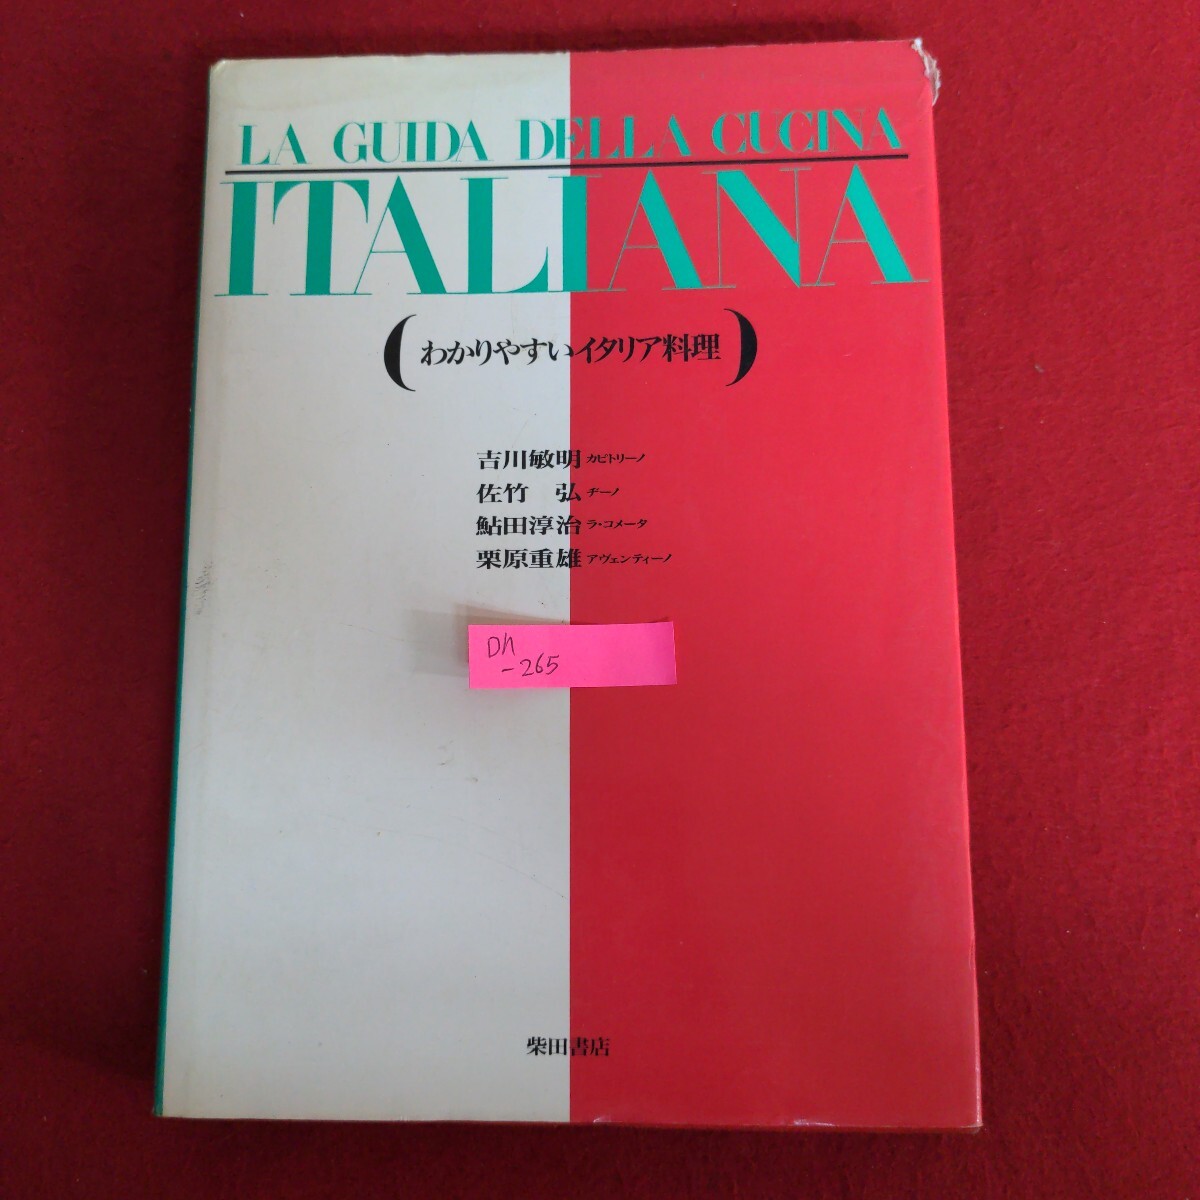 LA GUIDA DELLA CUCINA
ITALIANA
(わかりやすいイタリア料理)
吉川敏明 カピトリーノ
佐竹 弘 ヂーノ
鮎田淳治 ラ・コメータ
栗原重雄 アヴェンティーノ
Dh
-265
柴田書店